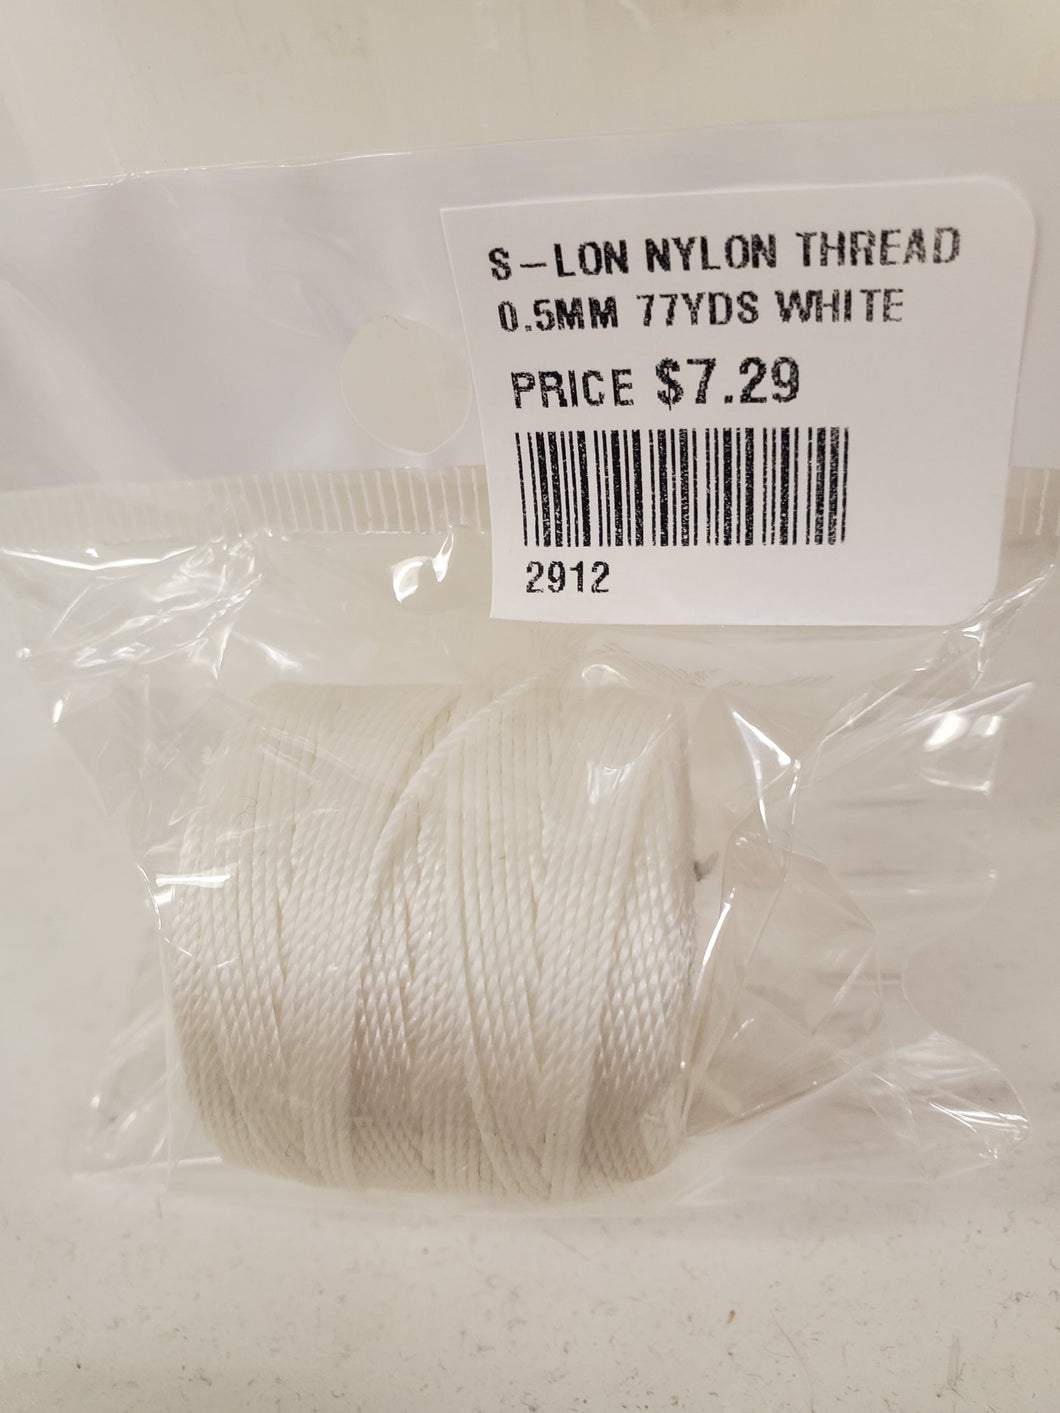 S-LON NYLON THREAD
0.5MM 77YDS WHITE
PRICE $7.29
2912